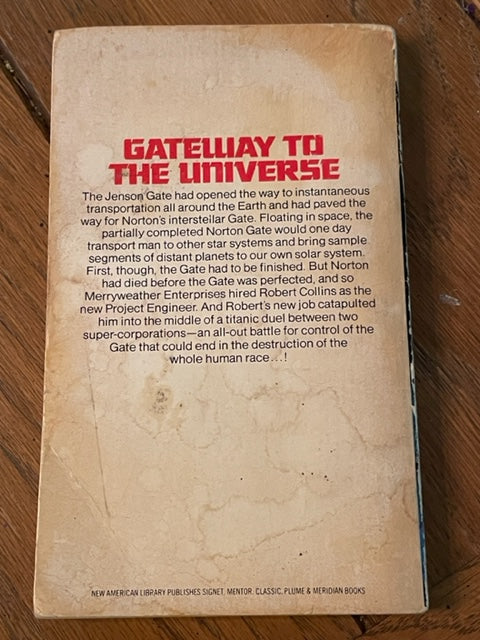 GATEWAY TO
THE UNIVERSE
The Jenson Gate had opened the way to instantaneous
transportation all around the Earth and had paved the
way for Norton's interstellar Gate. Floating in space, the
partially completed Norton Gate would one day
transport man to other star systems and bring sample
segments of distant planets to our own solar system.
First, though, the Gate had to be finished. But Norton
had died before the Gate was perfected, and so
Merryweather Enterprises hired Robert Collins as the
new Project Engineer. And Robert's new job catapulted
him into the middle of a titanic duel between two
super-corporations—an all-out battle for control of the
Gate that could end in the destruction of the
whole human race...!
NEW AMERICAN LIBRARY PUBLISHES SIGNET, MENTOR, CLASSIC, PLUME & MERIDIAN BOOKS